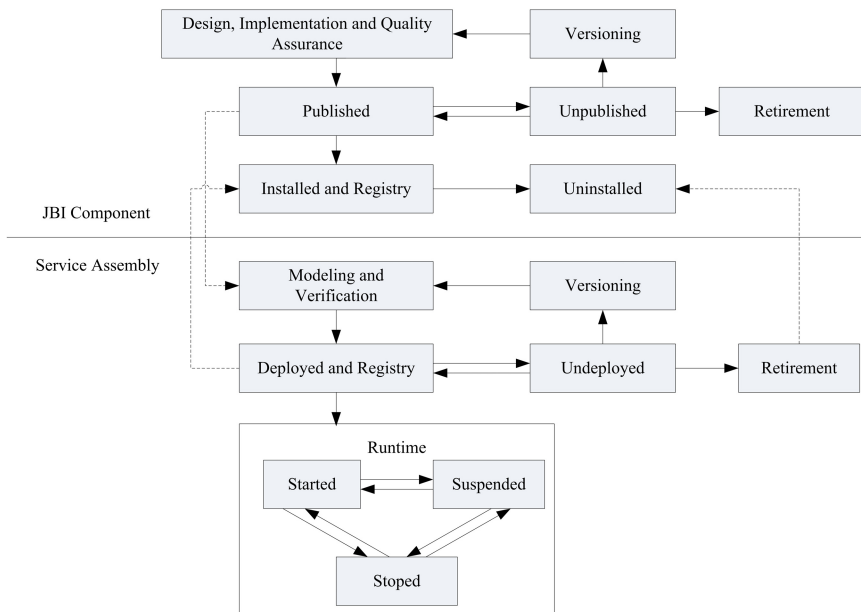 Design, Implementation and Quality
Assurance
Versioning
Published
Unpublished
Retirement
Installed and Registry
Uninstalled
JBI Component
Service Assembly
Modeling and
Verification
Versioning
Deployed and Registry
Undeployed
Retirement
Runtime
Started
Suspended
Stoped